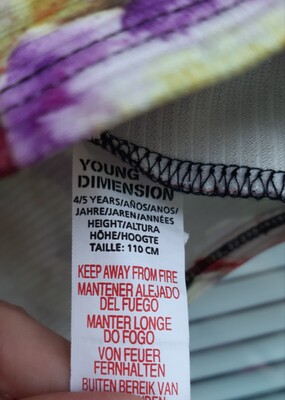 YOUNG
DIMENSION
4/5 YEARS/AÑOS/ANOS/
JAHRE/JAREN/ANNÉES
HEIGHT/ALTURA
HÖHE/HOOGTE
TAILLE: 110 CM
KEEP AWAY FROM FIRE
MANTENER ALEJADO
DEL FUEGO
MANTER LONGE
DO FOGO
VON FEUER
FERNHALTEN
BUITEN BEREIK VAN